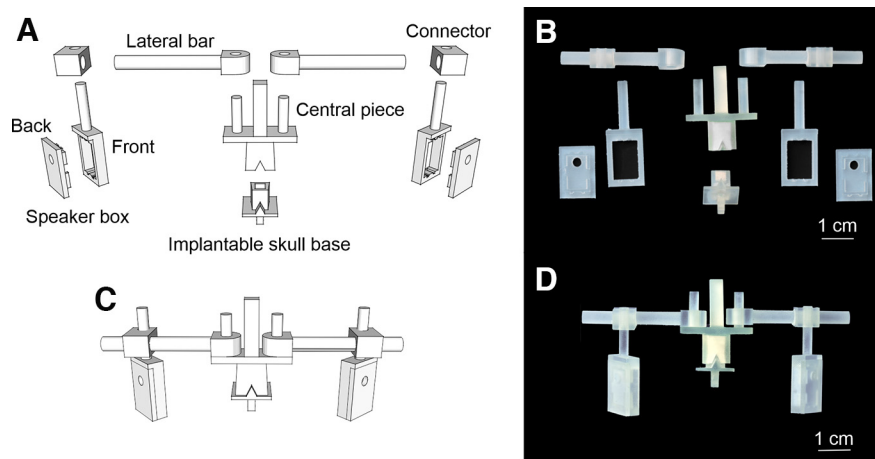 A
Lateral bar
Connector
Central piece
Back
Front
Speaker box
Implantable skull base
B
1 cm
C
D
1 cm